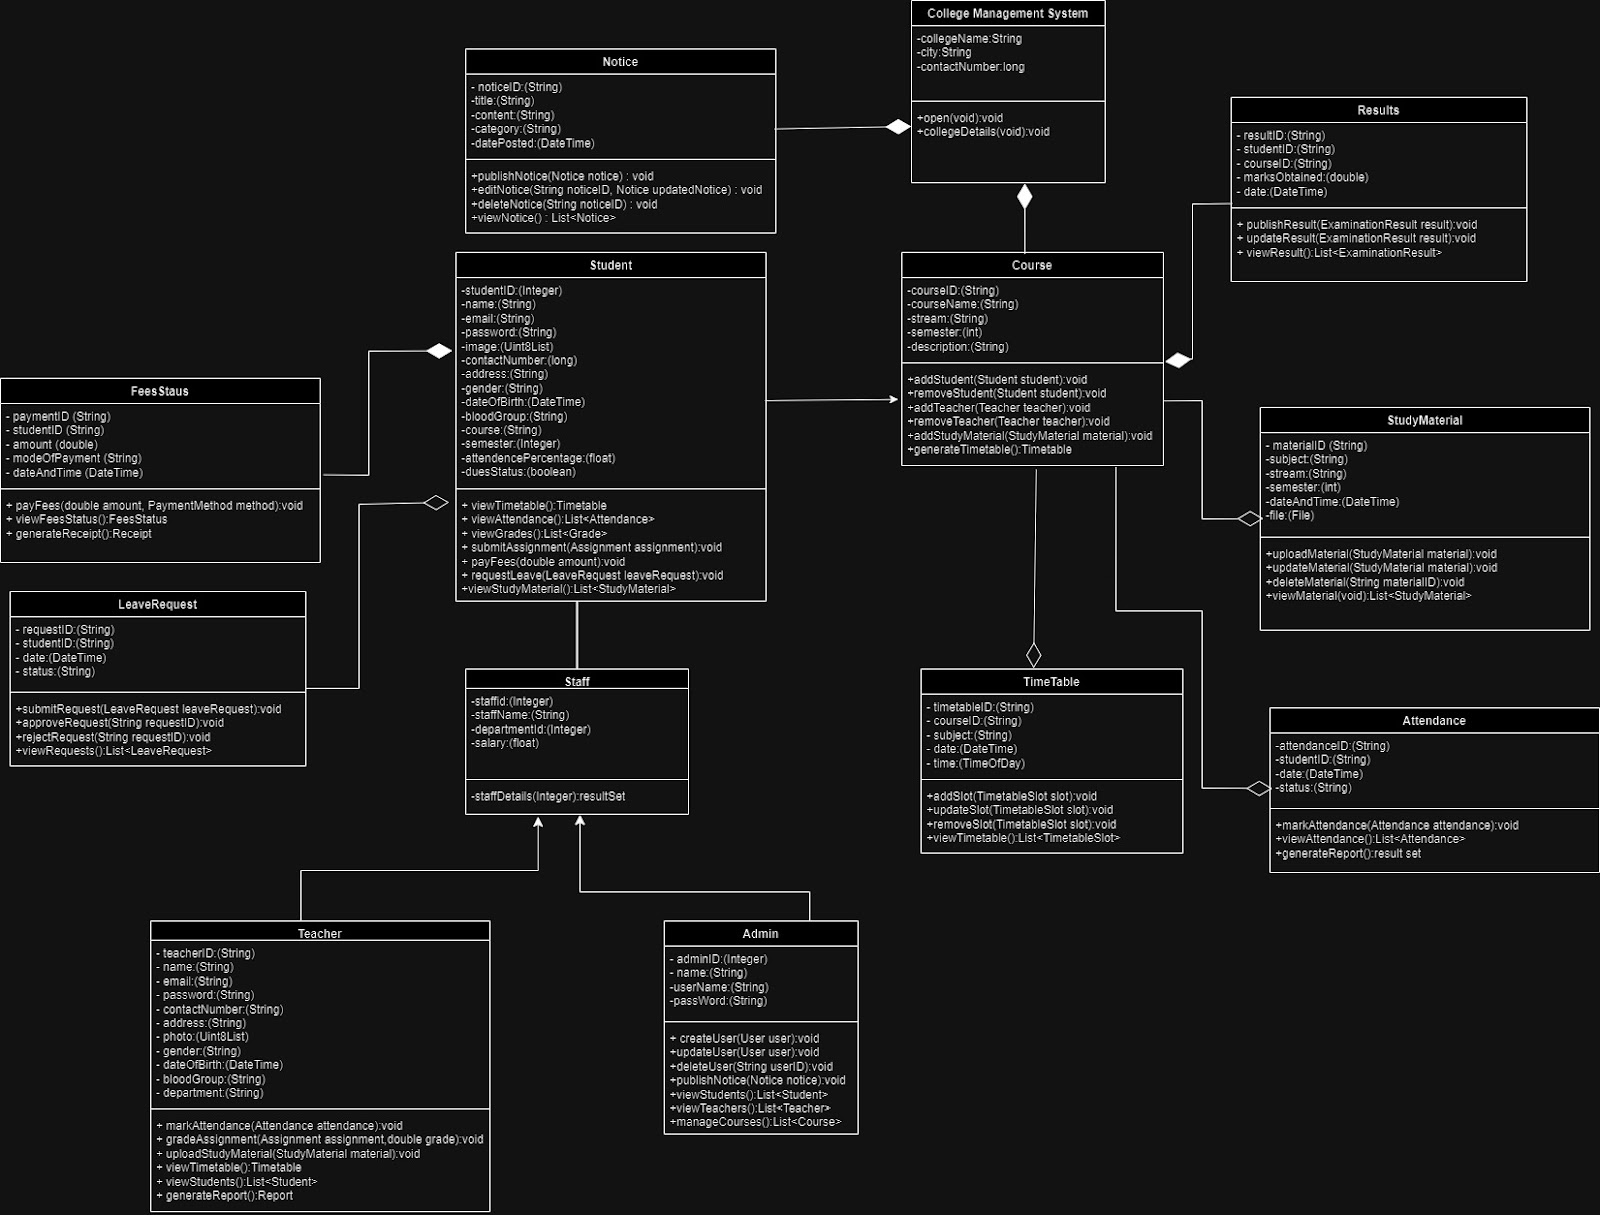 College Management System
-collegeName:String
-city:String
-contactNumber:long
+open(void):void
+collegeDetails(void):void
Notice
- noticeID:(String)
-title:(String)
-content:(String)
-category:(String)
-datePosted:(DateTime)
+publishNotice(Notice notice) : void
+editNotice(String noticeID, Notice updatedNotice) : void
+deleteNotice(String noticeID) : void
+viewNotice() : List<Notice>
Results
- resultID:(String)
- studentID:(String)
- courseID:(String)
- marksObtained:(double)
- date:(DateTime)
+ publishResult(ExaminationResult result):void
+ updateResult(ExaminationResult result):void
+ viewResult():List<ExaminationResult>
Student
-studentID:(Integer)
-name:(String)
-email:(String)
-password:(String)
-image:(Uint8List)
-contactNumber:(long)
-address:(String)
-gender:(String)
-dateOfBirth:(DateTime)
-bloodGroup:(String)
-course:(String)
-semester:(Integer)
-attendencePercentage:(float)
-duesStatus:(boolean)
+ viewTimetable():Timetable
+ viewAttendance():List<Attendance>
+ viewGrades():List<Grade>
+ submitAssignment(Assignment assignment):void
+ payFees(double amount):void
+ requestLeave(LeaveRequest leaveRequest):void
+viewStudyMaterial():List<StudyMaterial>
Course
-courseID:(String)
-courseName:(String)
-stream:(String)
-semester:(int)
-description:(String)
+addStudent(Student student):void
+removeStudent(Student student):void
+addTeacher(Teacher teacher):void
+removeTeacher(Teacher teacher):void
+addStudyMaterial(StudyMaterial material):void
+generateTimetable():Timetable
FeesStaus
- paymentID (String)
- studentID (String)
- amount (double)
- modeOfPayment (String)
- dateAndTime (DateTime)
+ payFees(double amount, PaymentMethod method):void
+ viewFeesStatus():FeesStatus
+ generateReceipt():Receipt
StudyMaterial
- materialID (String)
-subject:(String)
-stream:(String)
-semester:(int)
-dateAndTime:(DateTime)
-file:(File)
+uploadMaterial(StudyMaterial material):void
+updateMaterial(StudyMaterial material):void
+deleteMaterial(String materialID):void
+viewMaterial(void):List<StudyMaterial>
LeaveRequest
- requestID:(String)
- studentID:(String)
- date:(DateTime)
- status:(String)
+submitRequest(LeaveRequest leaveRequest):void
+approveRequest(String requestID):void
+rejectRequest(String requestID):void
+viewRequests():List<LeaveRequest>
Staff
-staffid:(Integer)
-staffName:(String)
-departmentId:(Integer)
-salary:(float)
-staffDetails(Integer):resultSet
TimeTable
- timetableID:(String)
- courseID:(String)
- subject:(String)
- date:(DateTime)
- time:(TimeOfDay)
+addSlot(TimetableSlot slot):void
+updateSlot(TimetableSlot slot):void
+removeSlot(TimetableSlot slot):void
+viewTimetable():List<TimetableSlot>
Attendance
-attendanceID:(String)
-studentID:(String)
-date:(DateTime)
-status:(String)
+markAttendance(Attendance attendance):void
+viewAttendance():List<Attendance>
+generateReport():result set
Teacher
- teacherID:(String)
- name:(String)
- email:(String)
- password:(String)
- contactNumber:(String)
- address:(String)
- photo:(Uint8List)
- gender:(String)
- dateOfBirth:(DateTime)
- bloodGroup:(String)
- department:(String)
+ markAttendance(Attendance attendance):void
+ gradeAssignment(Assignment assignment,double grade):void
+ uploadStudyMaterial(StudyMaterial material):void
+ viewTimetable():Timetable
+ viewStudents():List<Student>
+ generateReport():Report
Admin
- adminID:(Integer)
- name:(String)
-userName:(String)
-passWord:(String)
+ createUser(User user):void
+updateUser(User user):void
+deleteUser(String userID):void
+publishNotice(Notice notice):void
+viewStudents():List<Student>
+viewTeachers():List<Teacher>
+manageCourses():List<Course>